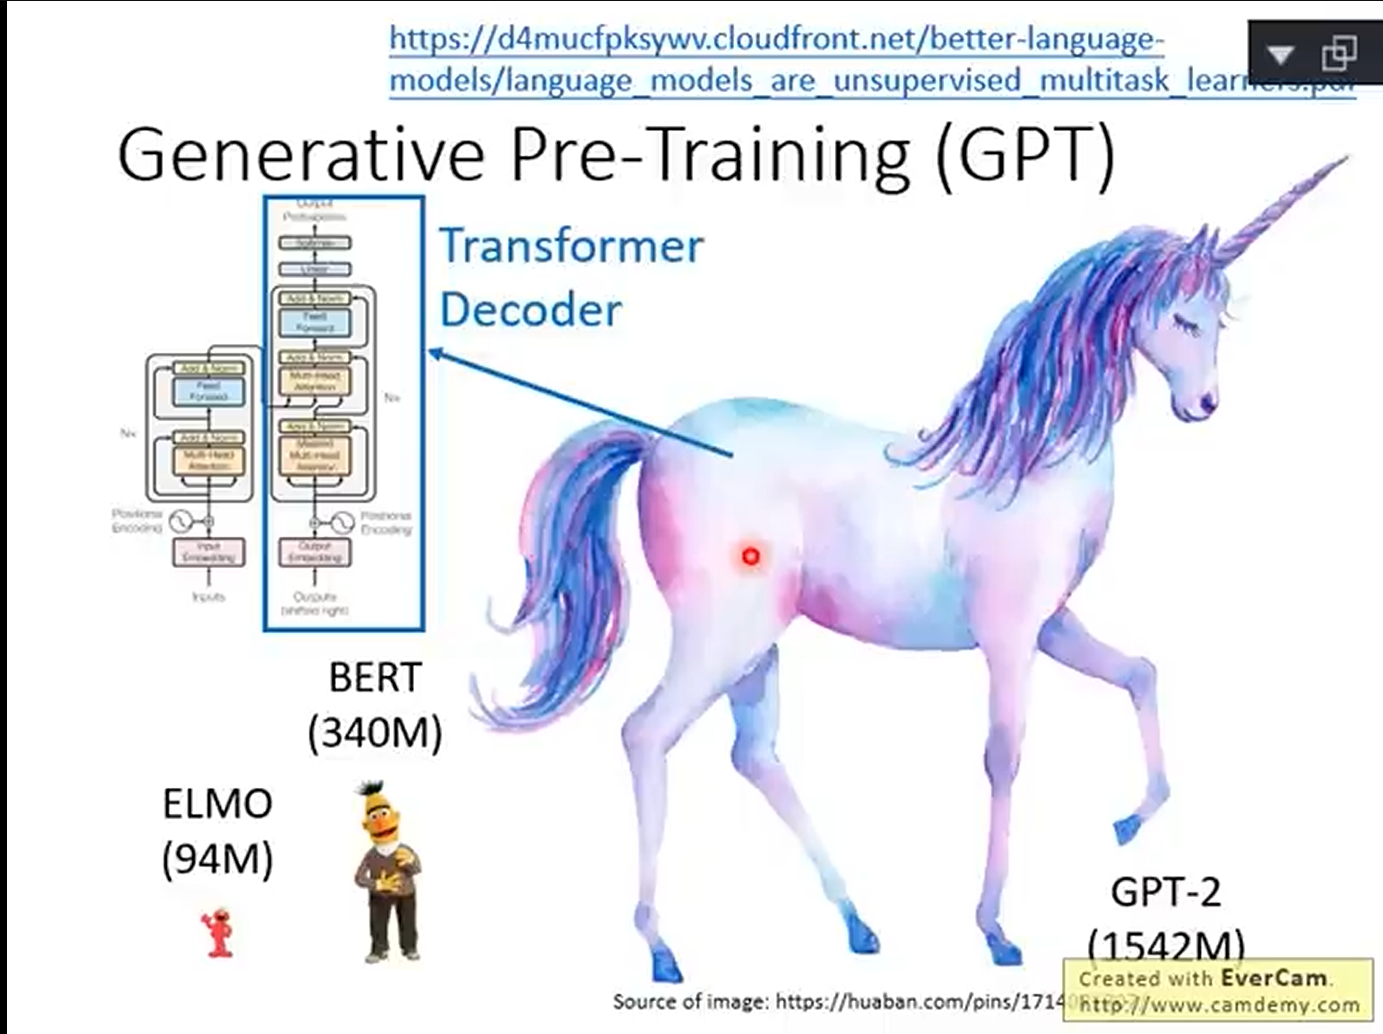 https://d4mucfpksywv.cloudfront.net/better-language-
models/language_models_are_unsupervised_multitask_learners.pdf
Generative Pre-Training (GPT)
Transformer
Decoder
Output
Probabilities
Softmax
Linear
Add & Norm
Feed
Forward
Add & Norm
Multi-Head
Attention
Add & Norm
Masked
Multi-Head
Attention
Nx
Positional
Encoding
Output
Embedding
Outputs
(shifted right)
Add & Norm
Feed
Forward
Nx
Add & Norm
Multi-Head
Attention
Positional
Encoding
Input
Embedding
Inputs
BERT
(340M)
ELMO
(94M)
GPT-2
(1542M)
Source of image: https://huaban.com/pins/1714
Created with EverCam.
http://www.camdemy.com